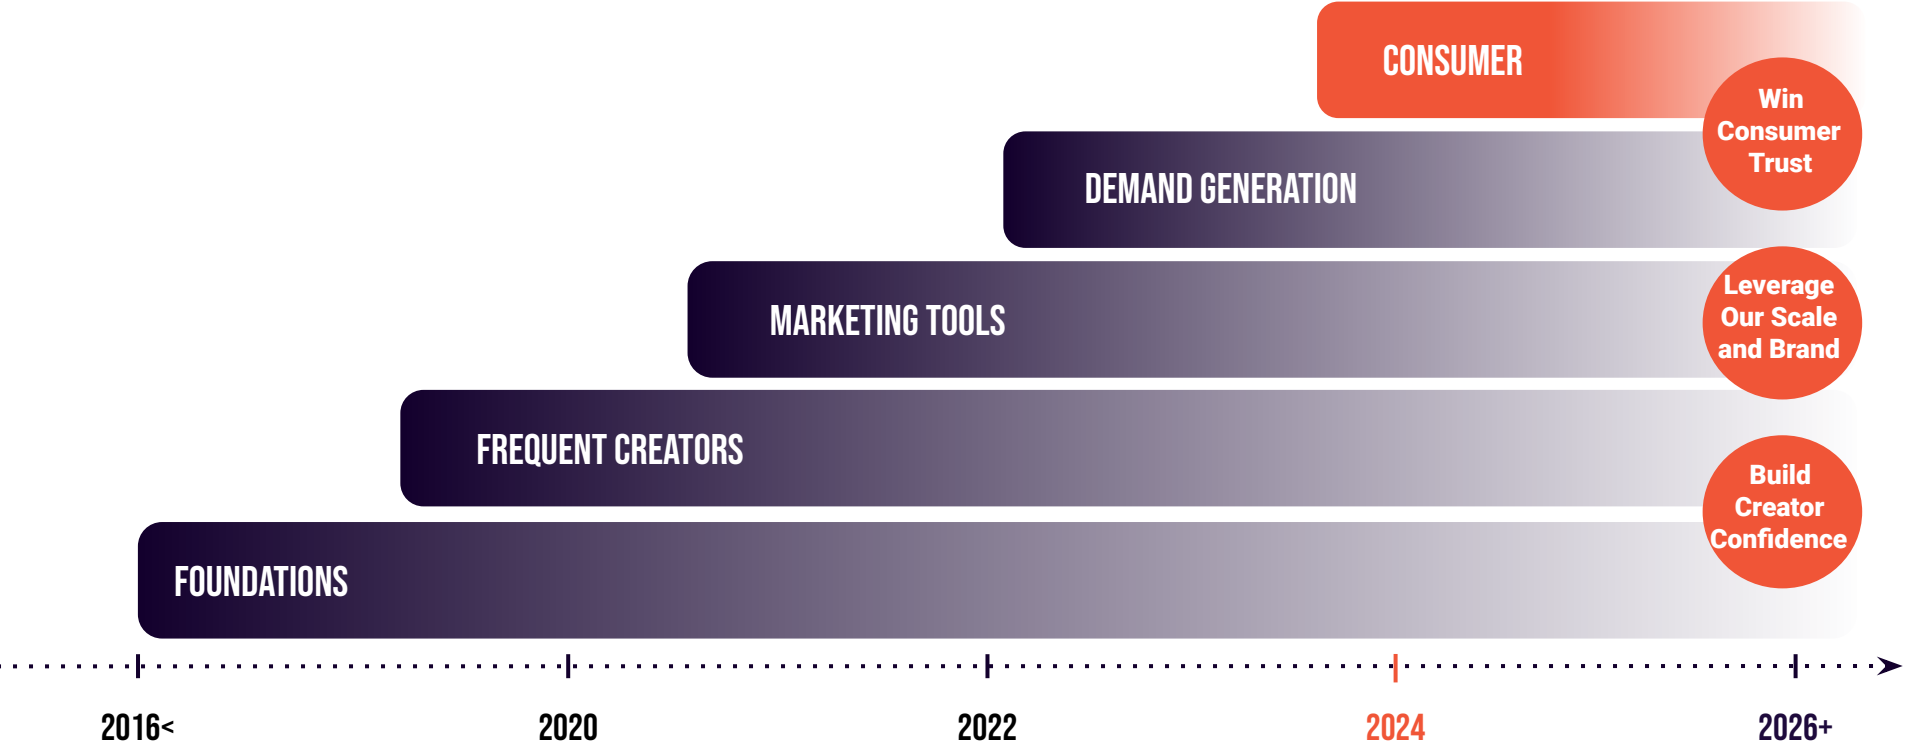 CONSUMER
Win
Consumer
Trust
DEMAND GENERATION
MARKETING TOOLS
Leverage
Our Scale
and Brand
FREQUENT CREATORS
Build
Creator
Confidence
FOUNDATIONS
2016< 2020 2022 2024 2026+